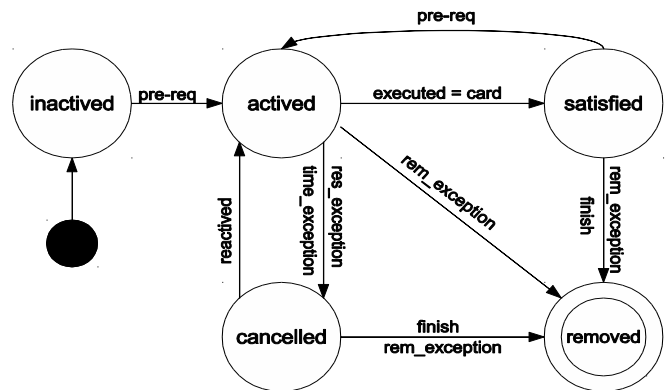 pre-req
inactived
pre-req
actived
executed = card
satisfied
rem_exception
res_exception
time_exception
reactived
rem_exception
finish
cancelled
finish
rem_exception
removed